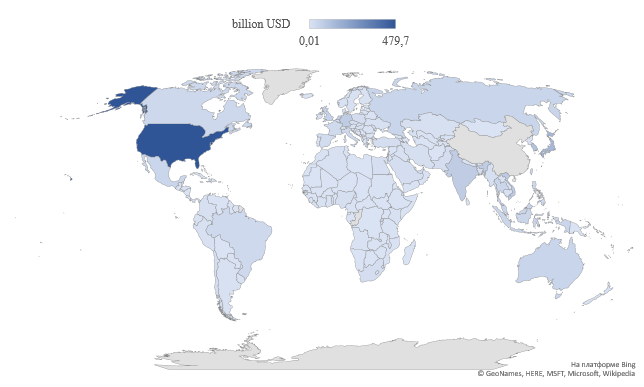 billion USD
0,01
479,7
На платформе Bing
© GeoNames, HERE, MSFT, Microsoft, Wikipedia